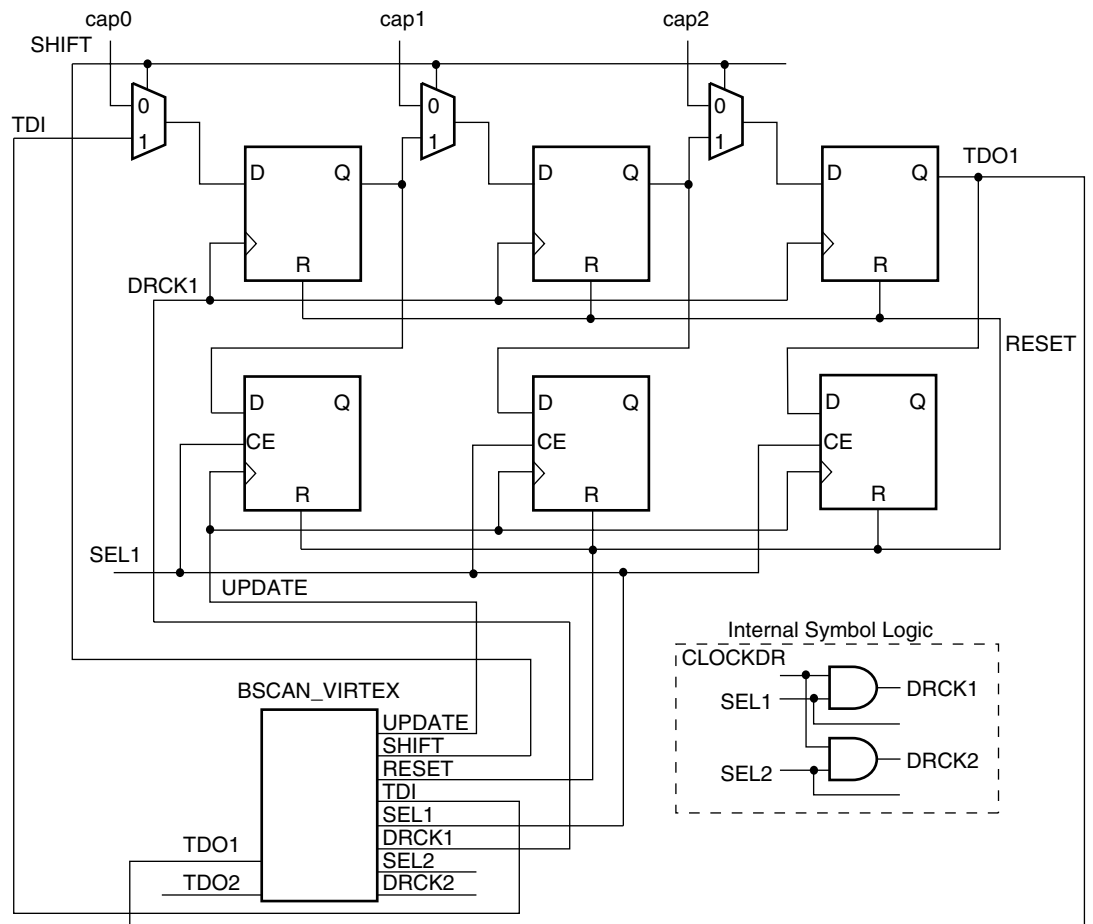 cap0 cap1 cap2
SHIFT
0 0 0
TDI
1 1 1
TDO1
D Q D Q D Q
R R R
DRCK1
RESET
D Q D Q D Q
CE CE CE
R R R
SEL1
UPDATE
Internal Symbol Logic
CLOCKDR
DRCK1
SEL1
DRCK2
SEL2
BSCAN_VIRTEX
UPDATE
SHIFT
RESET
TDI
SEL1
DRCK1
TDO1
SEL2
TDO2
DRCK2